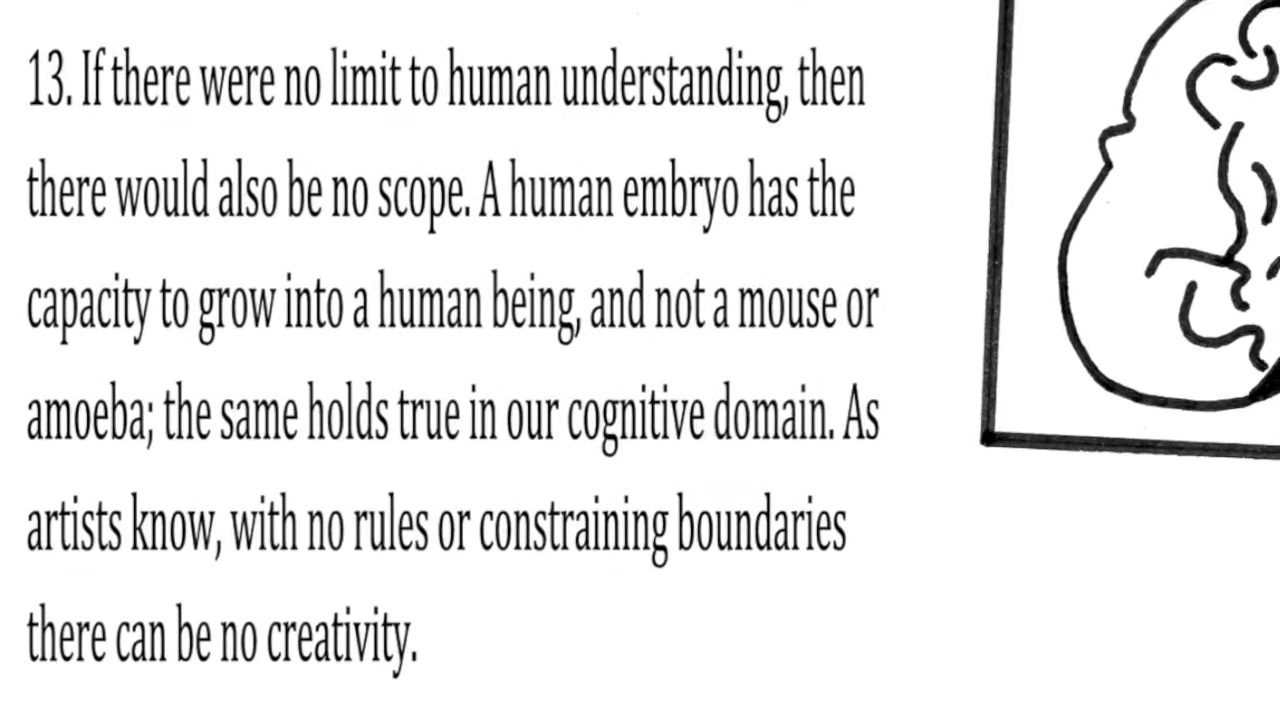 13. If there were no limit to human understanding, then
there would also be no scope. A human embryo has the
capacity to grow into a human being, and not a mouse or
amoeba; the same holds true in our cognitive domain. As
artists know, with no rules or constraining boundaries
there can be no creativity.